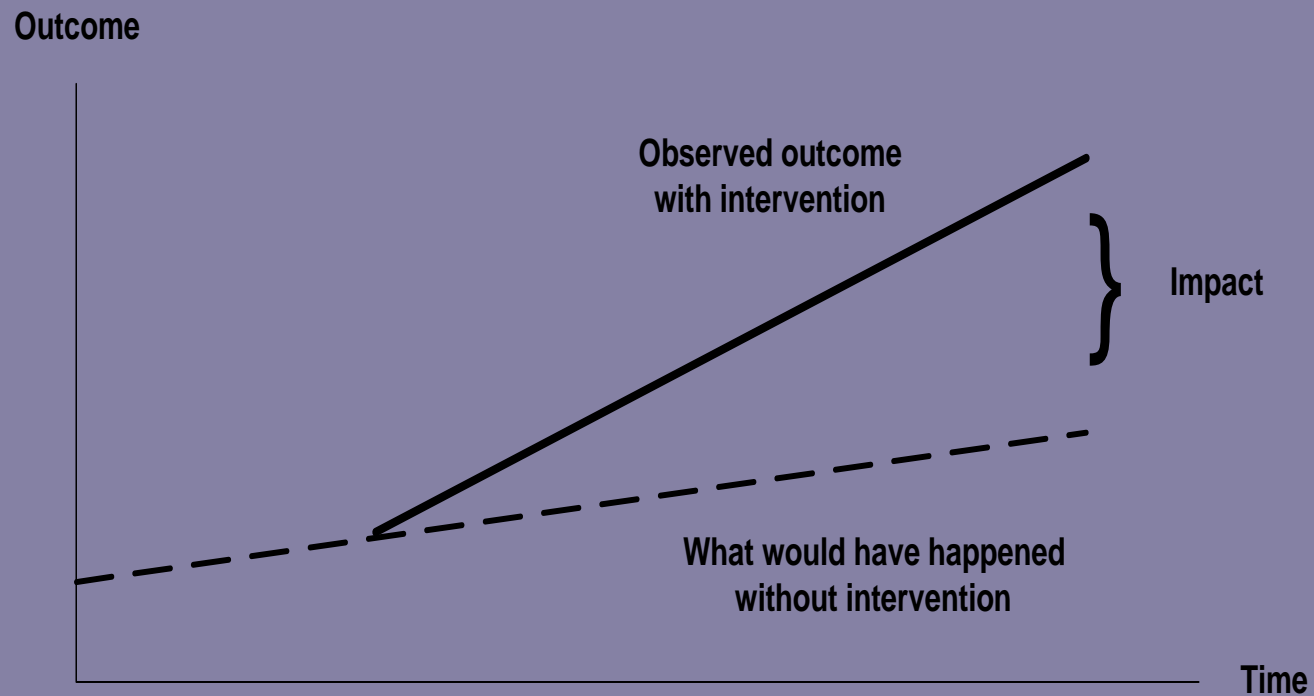 Outcome
Observed outcome
with intervention
Impact
What would have happened
without intervention
Time